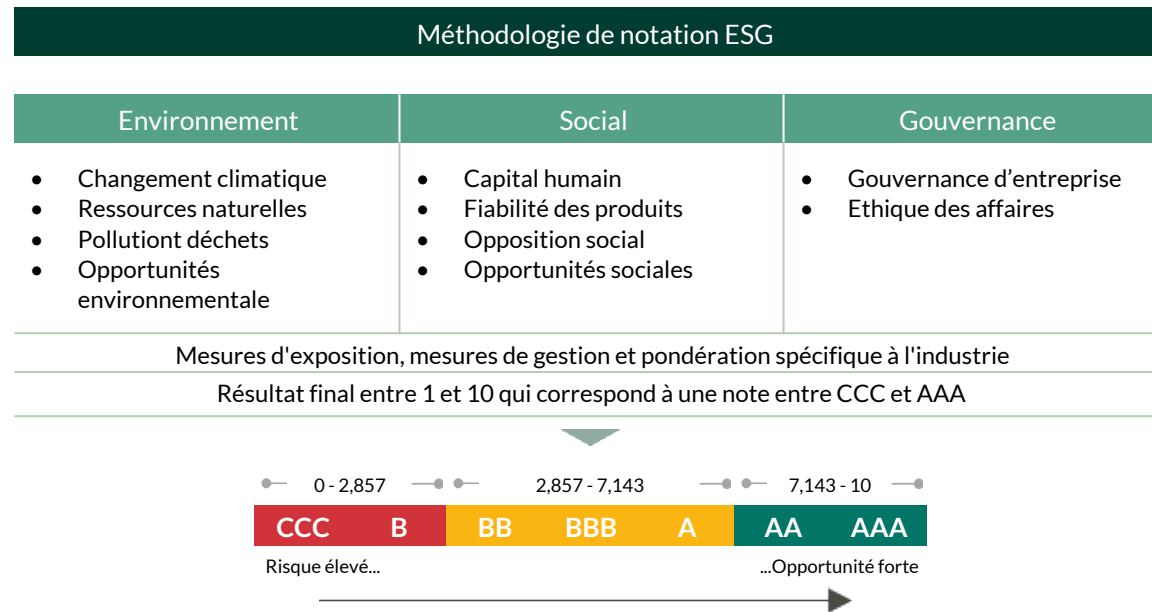 Méthodologie de notation ESG
Environnement
Social
Gouvernance
• Changement climatique
• Ressources naturelles
• Pollutiont déchets
• Opportunités
environnementale
• Capital humain
• Fiabilité des produits
• Opposition social
• Opportunités sociales
• Gouvernance d’entreprise
• Ethique des affaires
Mesures d'exposition, mesures de gestion et pondération spécifique à l'industrie
Résultat final entre 1 et 10 qui correspond à une note entre CCC et AAA
0 - 2,857
2,857 - 7,143
7,143 - 10
CCC B BB BBB A AA AAA
Risque élevé...
...Opportunité forte